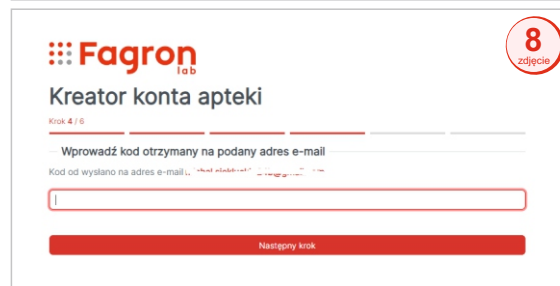 8
zdjęcie
Fagron
lab
Kreator konta apteki
Krok 4 / 6
Wprowadź kod otrzymany na podany adres e-mail
Kod od wysłano na adres e-mail:
Następny krok